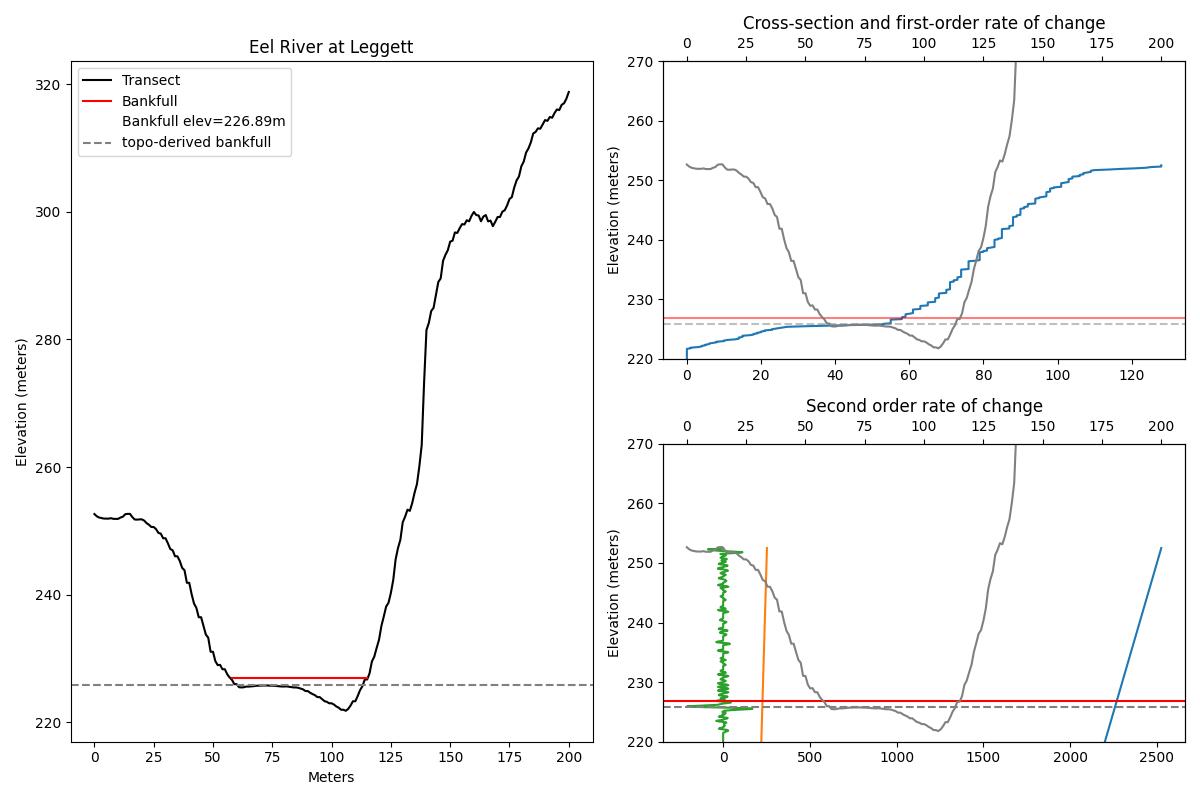 Eel River at Leggett
Transect
Bankfull
Bankfull elev=226.89m
topo-derived bankfull
320
300
280
260
240
220
Elevation (meters)
0 25 50 75 100 125 150 175 200
Meters
Cross-section and first-order rate of change
0 25 50 75 100 125 150 175 200
270
260
250
240
230
220
Elevation (meters)
0 20 40 60 80 100 120
Second order rate of change
0 25 50 75 100 125 150 175 200
270
260
250
240
230
220
Elevation (meters)
0 500 1000 1500 2000 2500